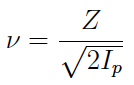 ν = Z / √(2I_p)